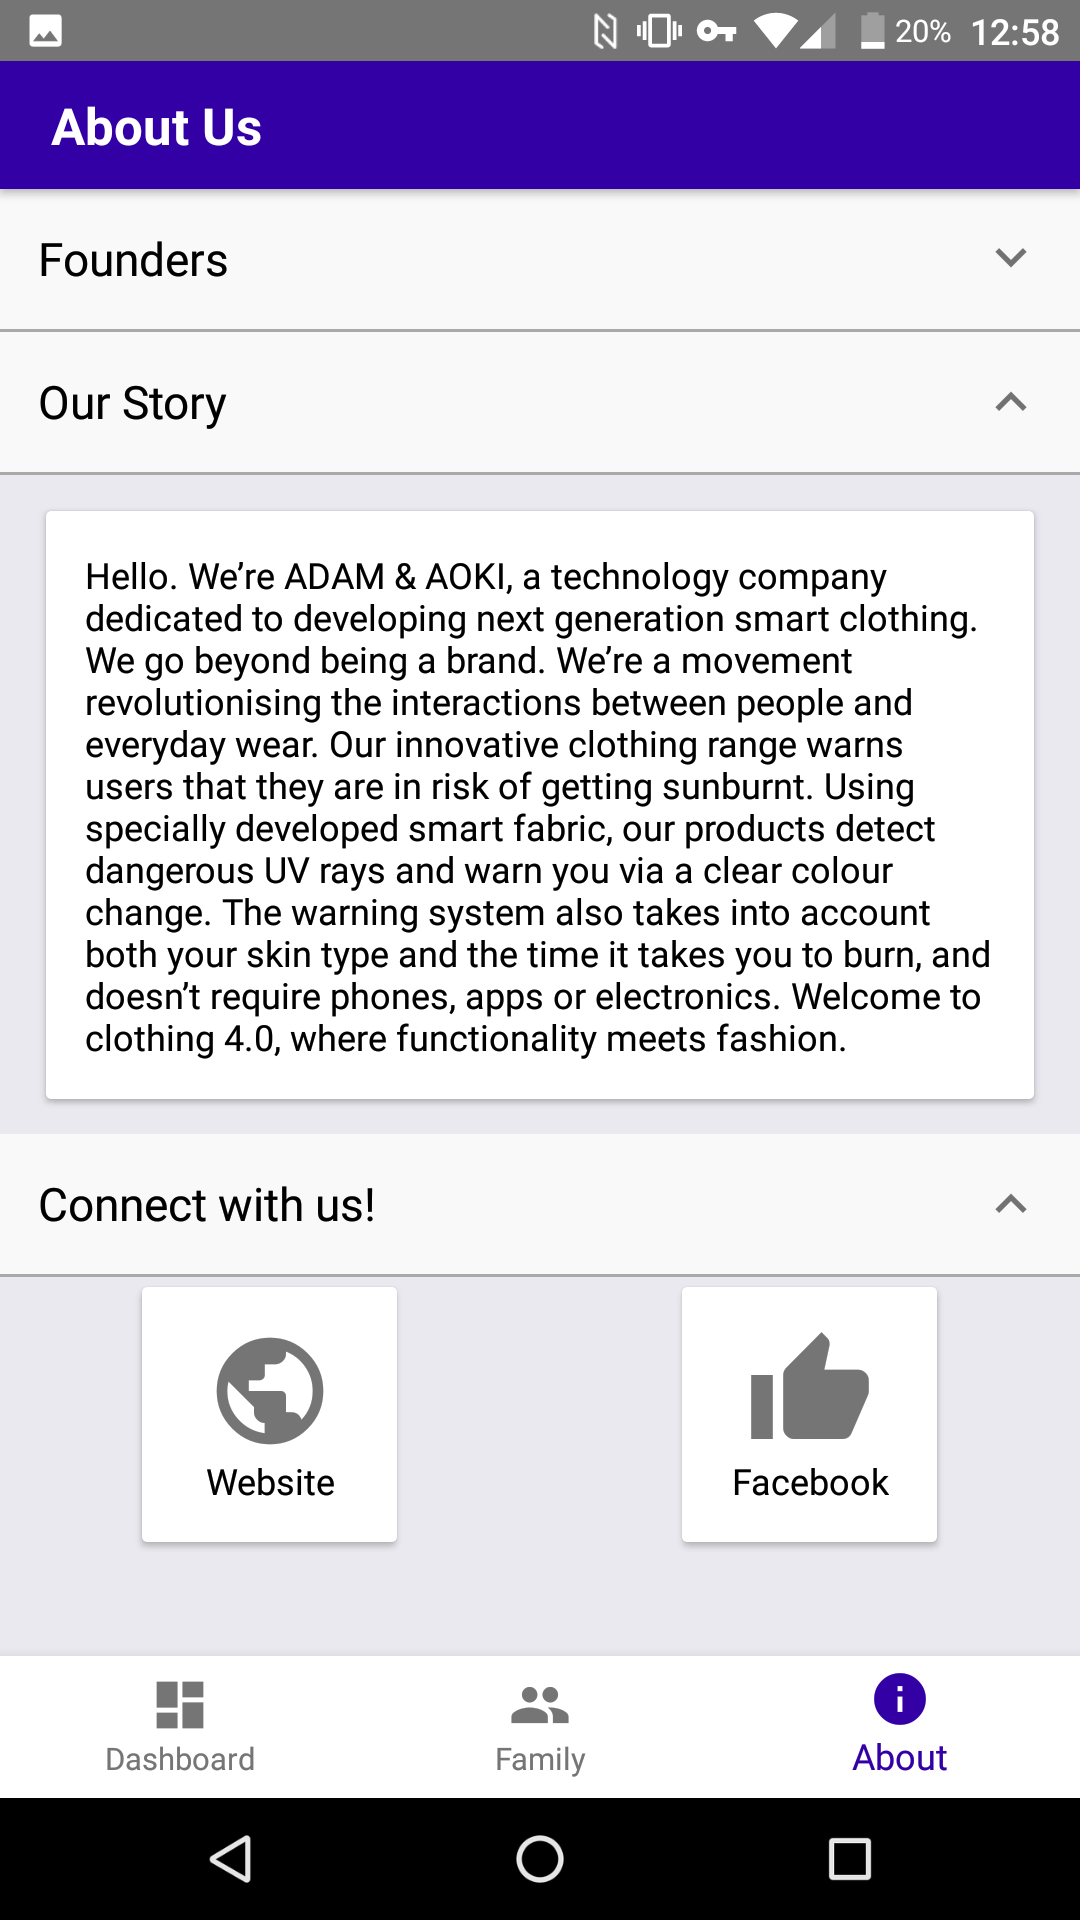 20% 12:58
About Us
Founders
Our Story
Hello. We’re ADAM & AOKI, a technology company
dedicated to developing next generation smart clothing.
We go beyond being a brand. We’re a movement
revolutionising the interactions between people and
everyday wear. Our innovative clothing range warns
users that they are in risk of getting sunburnt. Using
specially developed smart fabric, our products detect
dangerous UV rays and warn you via a clear colour
change. The warning system also takes into account
both your skin type and the time it takes you to burn, and
doesn’t require phones, apps or electronics. Welcome to
clothing 4.0, where functionality meets fashion.
Connect with us!
Website Facebook
Dashboard Family About